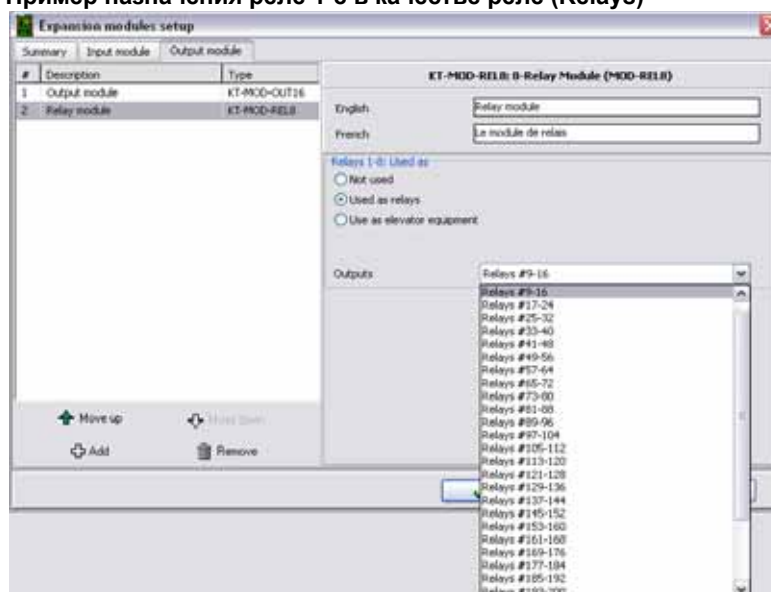 Пример назначения реле 1-8 в качестве реле (Relays)
Expansion modules setup
Summary Input module Output module
# Description Type
1 Output module KT-MOD-OUT16
2 Relay module KT-MOD-REL8
Move up Move down
Add Remove
KT-MOD-REL8: 8-Relay Module (MOD-REL8)
English Relay module
French Le module de relais
Relays 1-8: Used as
Not used
Used as relays
Use as elevator equipment
Outputs Relays #9-16
Relays #9-16
Relays #17-24
Relays #25-32
Relays #33-40
Relays #41-48
Relays #49-56
Relays #57-64
Relays #65-72
Relays #73-80
Relays #81-88
Relays #89-96
Relays #97-104
Relays #105-112
Relays #113-120
Relays #121-128
Relays #129-136
Relays #137-144
Relays #145-152
Relays #153-160
Relays #161-168
Relays #169-176
Relays #177-184
Relays #185-192
Relays #193-200